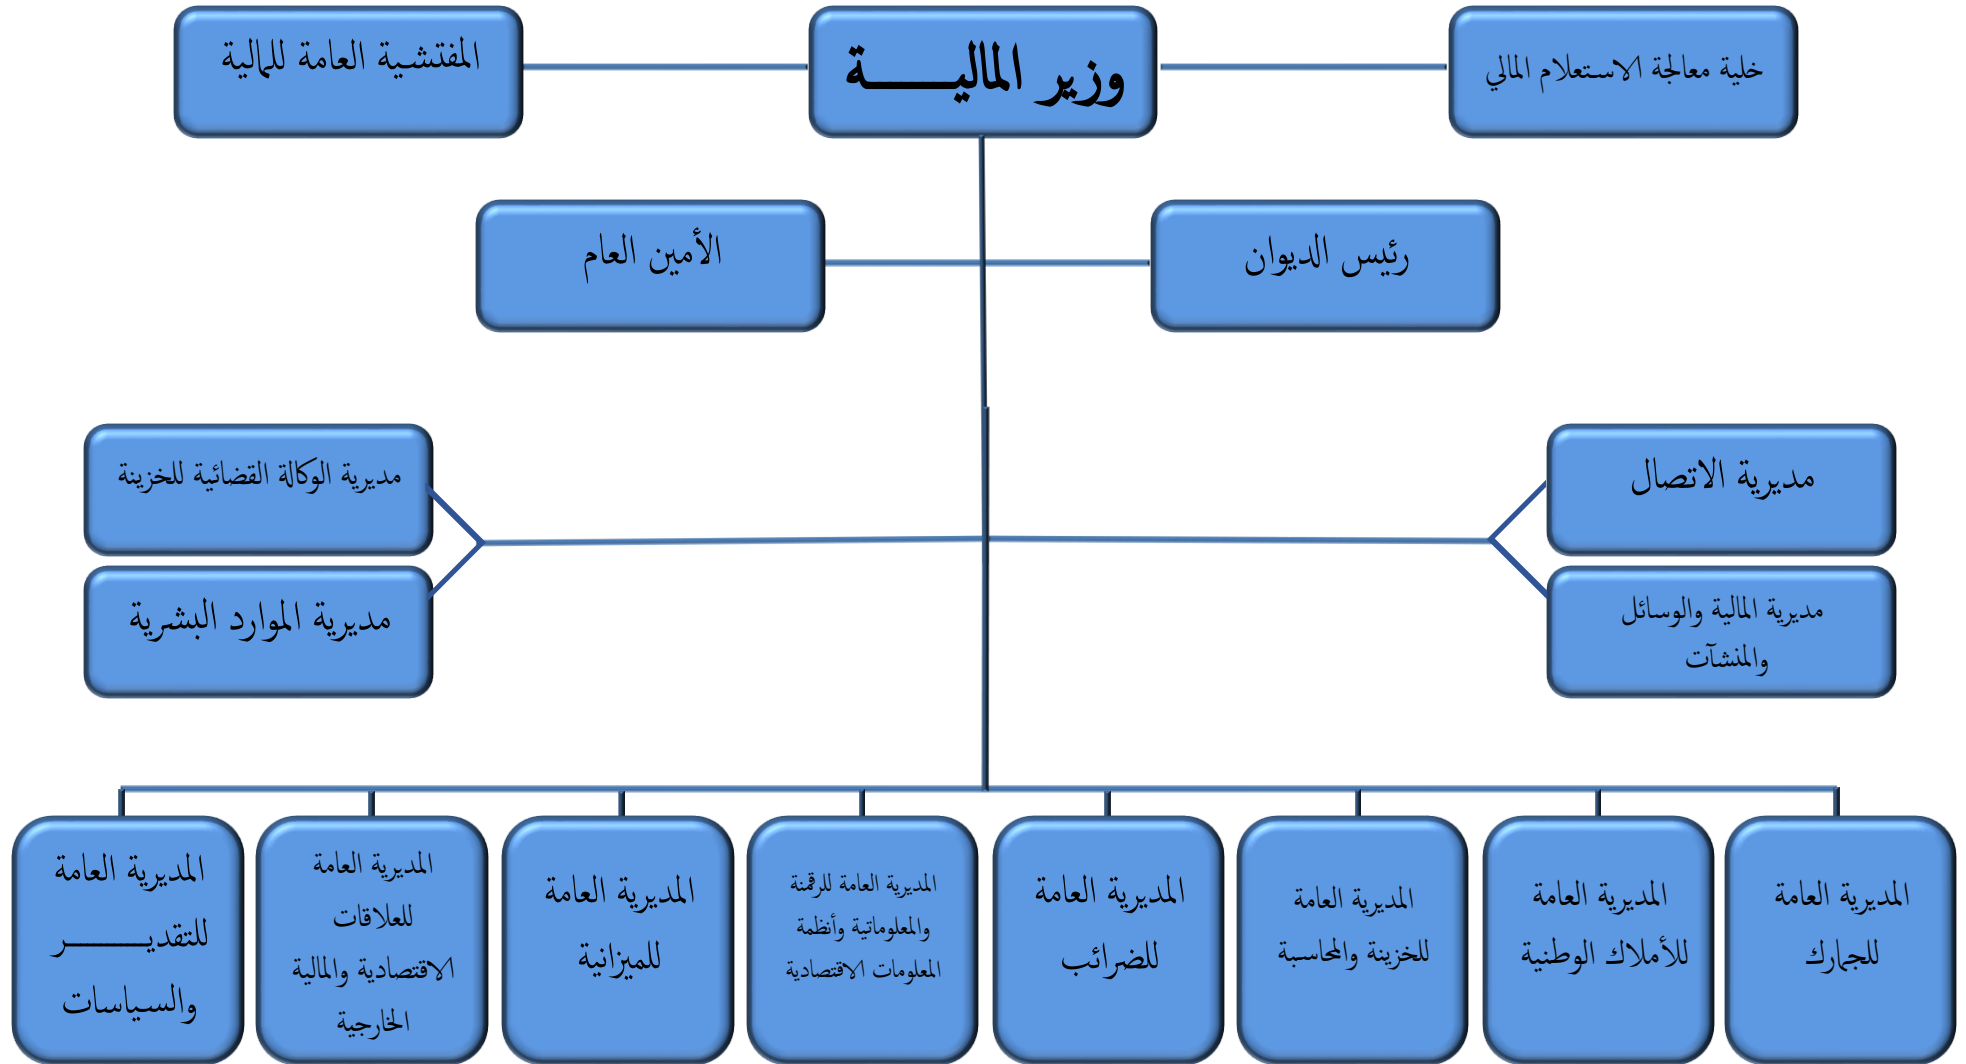 خلية معالجة الاستعلام المالي
وزير الماليــــــة
المفتشية العامة للمالية
رئيس الديوان
الأمين العام
مديرية الاتصال
مديرية الوكالة القضائية للخزينة
مديرية المالية والوسائل
والمنشآت
مديرية الموارد البشرية
المديرية العامة
للجمارك
المديرية العامة
للأملاك الوطنية
المديرية العامة
للخزينة والمحاسبة
المديرية العامة
للضرائب
المديرية العامة للرقمنة
والمعلوماتية وأنظمة
المعلومات الاقتصادية
المديرية العامة
للميزانية
المديرية العامة
للعلاقات
الاقتصادية والمالية
الخارجية
المديرية العامة
للتقديــــــر
والسياسات